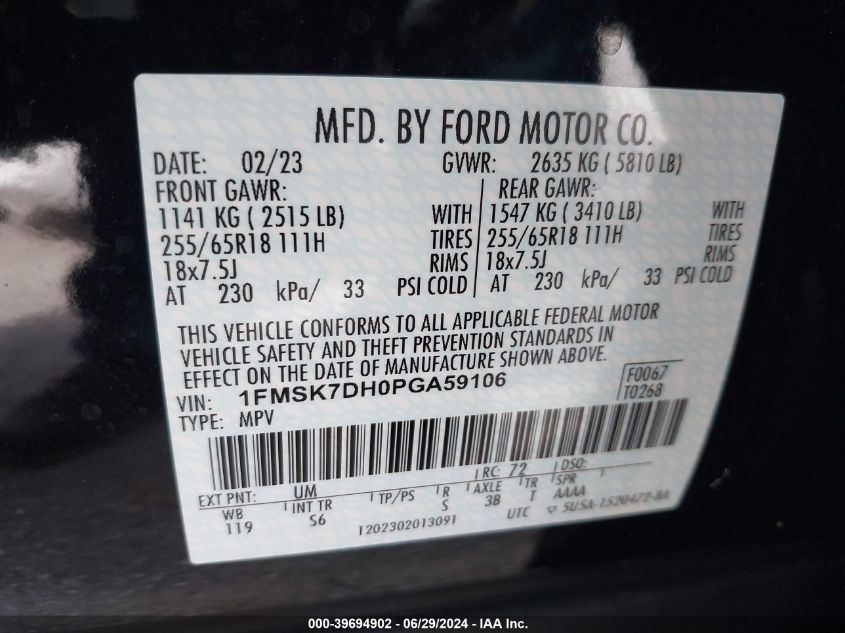 MFD. BY FORD MOTOR CO.
DATE: 02/23 GVWR: 2635 KG ( 5810 LB)
FRONT GAWR: REAR GAWR:
1141 KG ( 2515 LB) WITH 1547 KG ( 3410 LB) WITH
255/65R18 111H TIRES 255/65R18 111H TIRES
18x7.5J RIMS 18x7.5J RIMS
AT 230 kPa/ 33 PSI COLD AT 230 kPa/ 33 PSI COLD
THIS VEHICLE CONFORMS TO ALL APPLICABLE FEDERAL MOTOR
VEHICLE SAFETY AND THEFT PREVENTION STANDARDS IN
EFFECT ON THE DATE OF MANUFACTURE SHOWN ABOVE.
VIN: 1FMSK7DH0PGA59106 F0067
TYPE: MPV T0268
EXT PNT: UM RC: 72 DSO:
WB INT TR TP/PS R AXLE TR SPR
119 S6 S 3B T AAAA
1202302013091 UTC ▽ 5U5A-1520472-BA
000-39694902 - 06/29/2024 - IAA Inc.